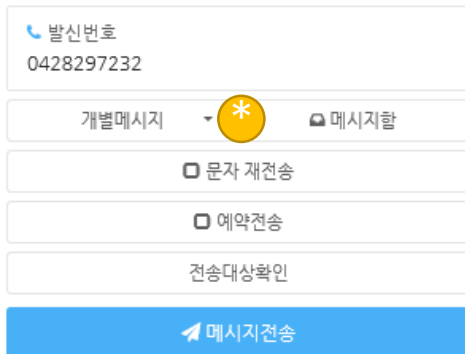 발신번호
0428297232
개별메시지 * 메시지함
문자 재전송
예약전송
전송대상확인
메시지전송